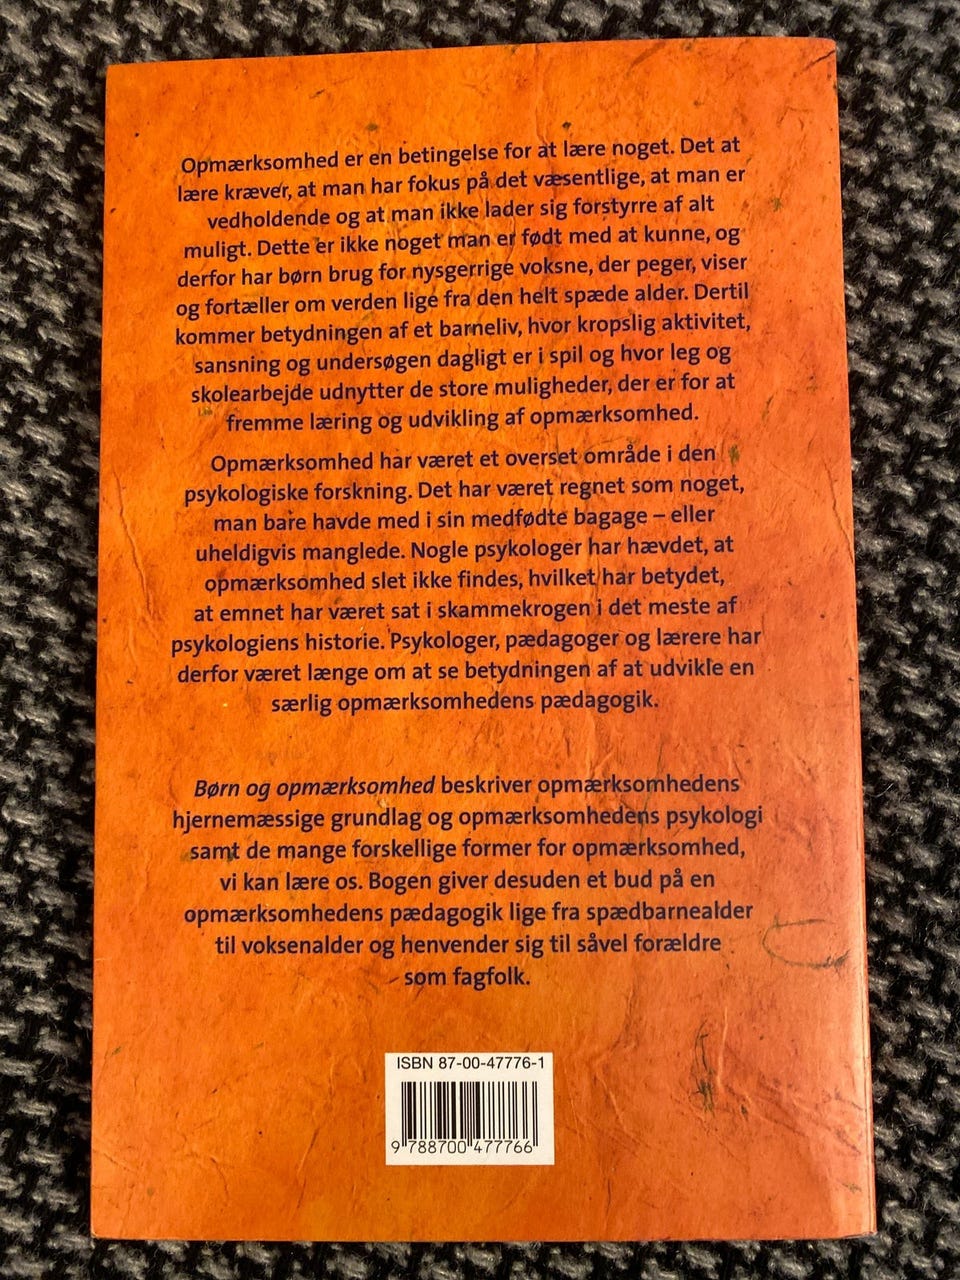 Opmærksomhed er en betingelse for at lære noget. Det at
lære kræver, at man har fokus på det væsentlige, at man er
vedholdende og at man ikke lader sig forstyrre af alt
muligt. Dette er ikke noget man er født med at kunne, og
derfor har børn brug for nysgerrige voksne, der peger, viser
og fortæller om verden lige fra den helt spæde alder. Dertil
kommer betydningen af et barneliv, hvor kropslig aktivitet,
sansning og undersøgen dagligt er i spil og hvor leg og
skolearbejde udnytter de store muligheder, der er for at
fremme læring og udvikling af opmærksomhed.
Opmærksomhed har været et overset område i den
psykologiske forskning. Det har været regnet som noget,
man bare havde med i sin medfødte bagage – eller
uheldigvis manglede. Nogle psykologer har hævdet, at
opmærksomhed slet ikke findes, hvilket har betydet,
at emnet har været sat i skammekrogen i det meste af
psykologiens historie. Psykologer, pædagoger og lærere har
derfor været længe om at se betydningen af at udvikle en
særlig opmærksomhedens pædagogik.
Børn og opmærksomhed beskriver opmærksomhedens
hjernemæssige grundlag og opmærksomhedens psykologi
samt de mange forskellige former for opmærksomhed,
vi kan lære os. Bogen giver desuden et bud på en
opmærksomhedens pædagogik lige fra spædbarnealder
til voksenalder og henvender sig til såvel forældre
som fagfolk.
ISBN 87-00-47776-1
9 788700 477766